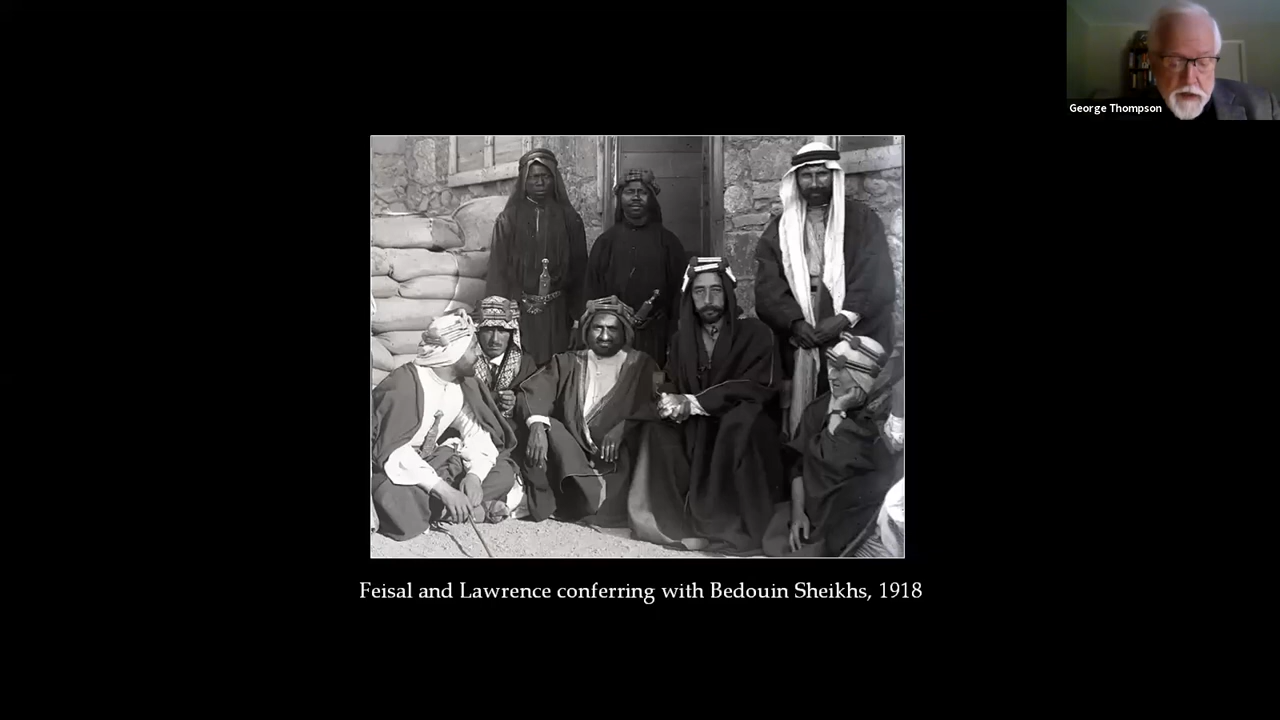 George Thompson
Feisal and Lawrence conferring with Bedouin Sheikhs, 1918